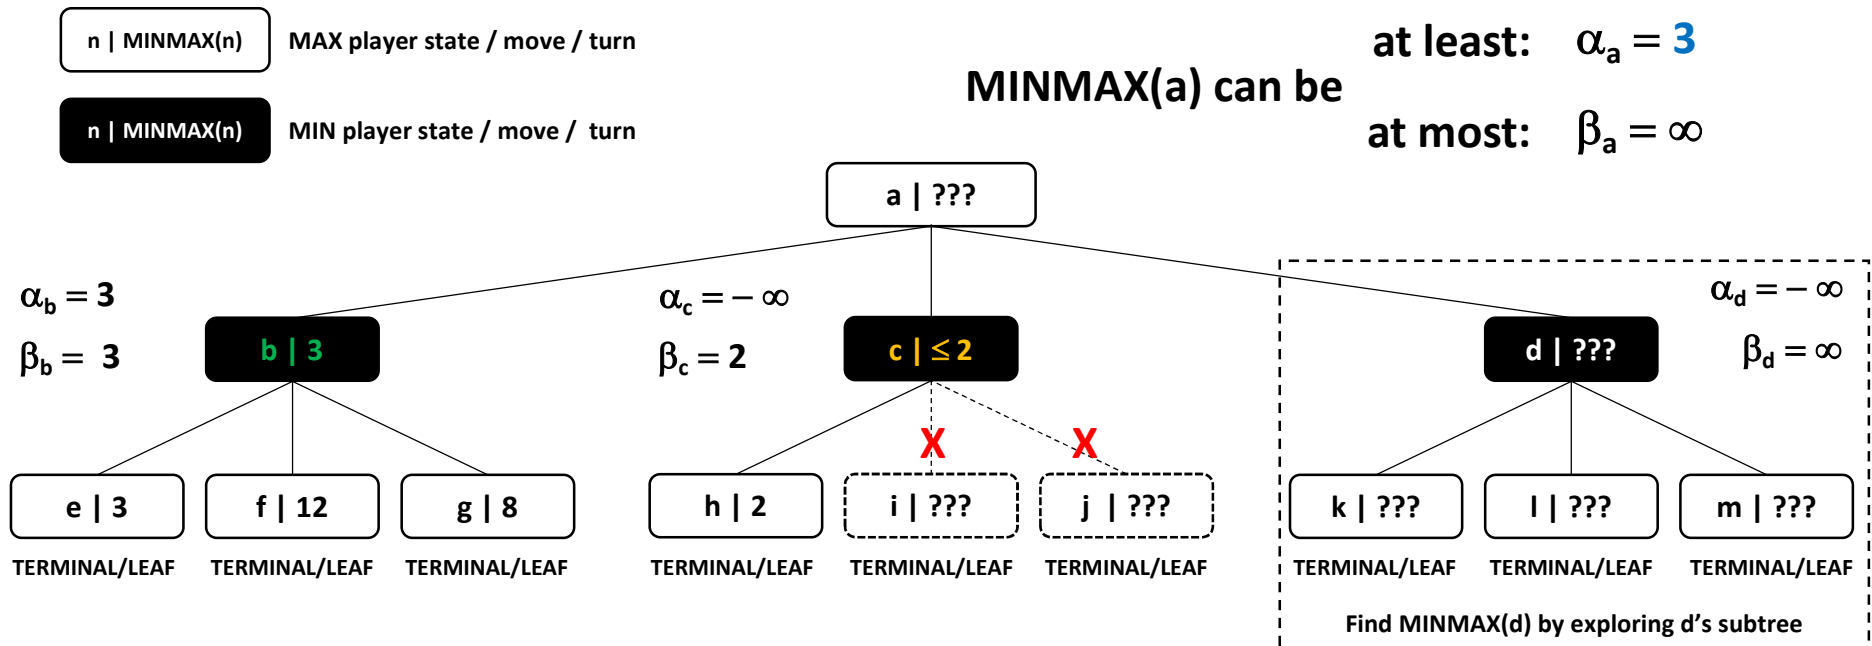 n | MINMAX(n) MAX player state / move / turn
n | MINMAX(n) MIN player state / move / turn
MINMAX(a) can be
at least: αa = 3
at most: βa = ∞
a | ???
αb = 3
βb = 3
b | 3
αc = − ∞
βc = 2
c | ≤ 2
αd = − ∞
βd = ∞
d | ???
X X
e | 3 f | 12 g | 8 h | 2 i | ??? j | ??? k | ??? l | ??? m | ???
TERMINAL/LEAF TERMINAL/LEAF TERMINAL/LEAF TERMINAL/LEAF TERMINAL/LEAF TERMINAL/LEAF TERMINAL/LEAF TERMINAL/LEAF TERMINAL/LEAF
Find MINMAX(d) by exploring d’s subtree